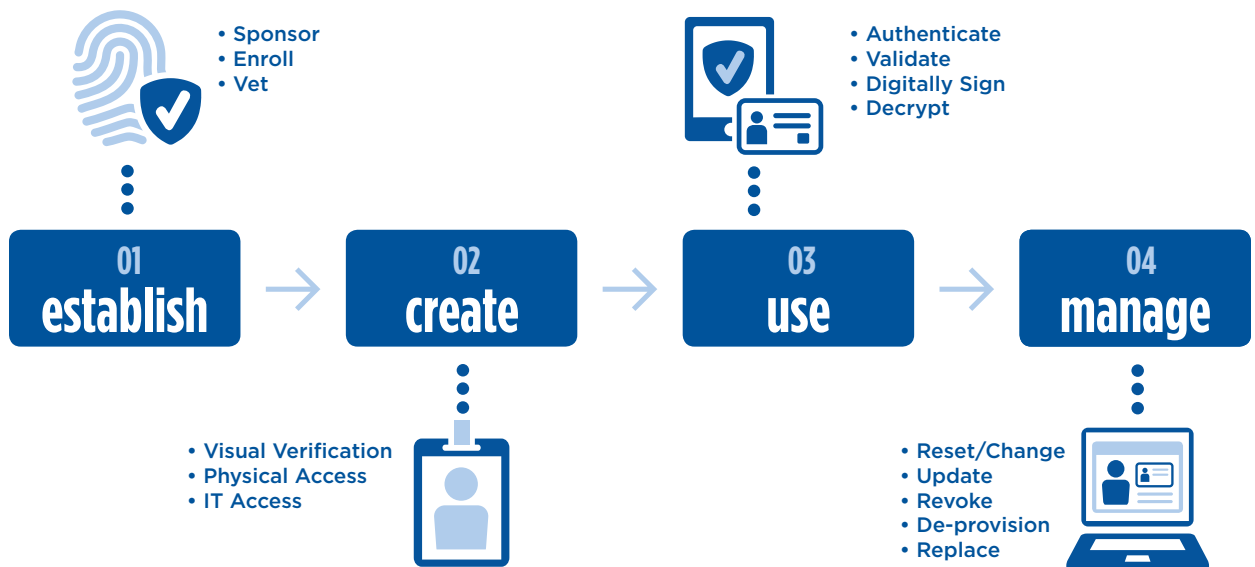 • Sponsor
• Enroll
• Vet
• Authenticate
• Validate
• Digitally Sign
• Decrypt
01
establish
02
create
03
use
04
manage
• Visual Verification
• Physical Access
• IT Access
• Reset/Change
• Update
• Revoke
• De-provision
• Replace